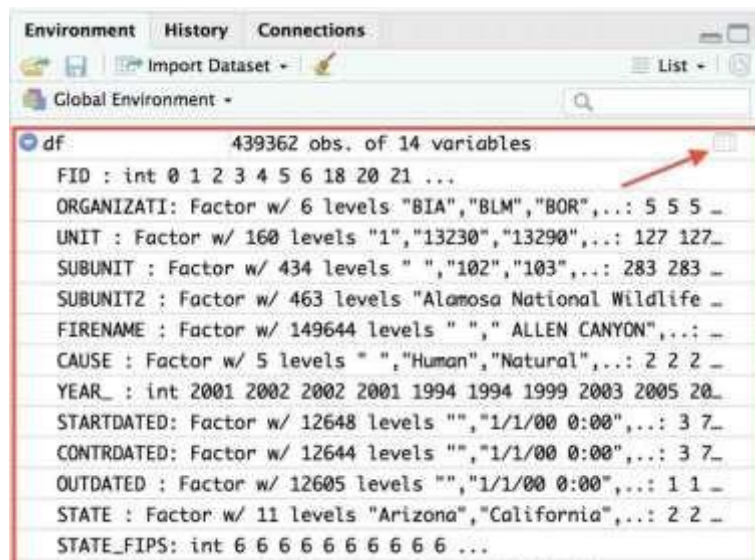 Environment History Connections
Import Dataset List
Global Environment
df 439362 obs. of 14 variables
FID : int 0 1 2 3 4 5 6 18 20 21 ...
ORGANIZATI: Factor w/ 6 levels "BIA","BLM","BOR",..: 5 5 5 …
UNIT : Factor w/ 160 levels "1","13230","13290",..: 127 127…
SUBUNIT : Factor w/ 434 levels " ","102","103",..: 283 283 …
SUBUNIT2 : Factor w/ 463 levels "Alamosa National Wildlife …
FIRENAME : Factor w/ 149644 levels " "," ALLEN CANYON",..: …
CAUSE : Factor w/ 5 levels " ","Human","Natural",..: 2 2 2 …
YEAR_ : int 2001 2002 2002 2001 1994 1994 1999 2003 2005 20…
STARTDATED: Factor w/ 12648 levels "","1/1/00 0:00",..: 3 7…
CONTRDATED: Factor w/ 12644 levels "","1/1/00 0:00",..: 3 7…
OUTDATED : Factor w/ 12605 levels "","1/1/00 0:00",..: 1 1 …
STATE : Factor w/ 11 levels "Arizona","California",..: 2 2 …
STATE_FIPS: int 6 6 6 6 6 6 6 6 6 6 ...